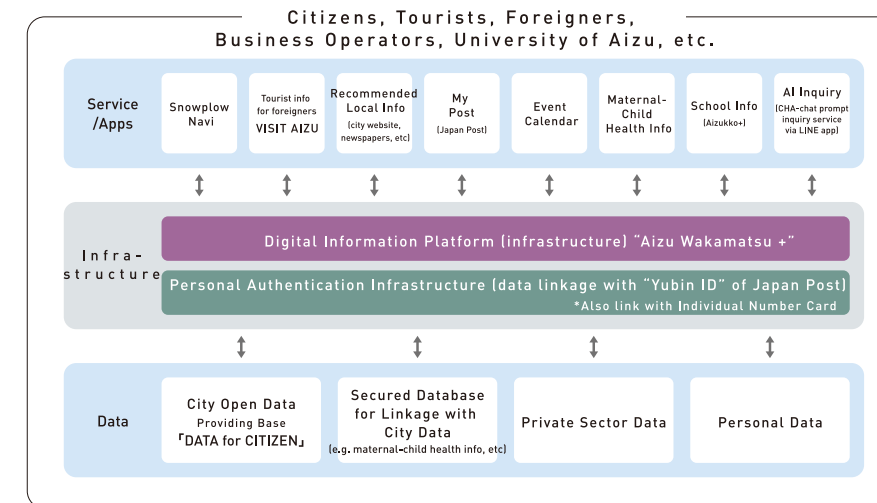 Citizens, Tourists, Foreigners,
Business Operators, University of Aizu, etc.
Service
/Apps
Snowplow
Navi
Tourist info
for foreigners
VISIT AIZU
Recommended
Local Info
(city website,
newspapers, etc)
My
Post
(Japan Post)
Event
Calendar
Maternal-
Child
Health Info
School Info
(Aizukko+)
AI Inquiry
(CHA-chat prompt
inquiry service
via LINE app)
Infra-
structure
Digital Information Platform (infrastructure) “Aizu Wakamatsu +”
Personal Authentication Infrastructure (data linkage with “Yubin ID” of Japan Post)
*Also link with Individual Number Card
Data
City Open Data
Providing Base
「DATA for CITIZEN」
Secured Database
for Linkage with
City Data
(e.g. maternal-child health info, etc)
Private Sector Data
Personal Data